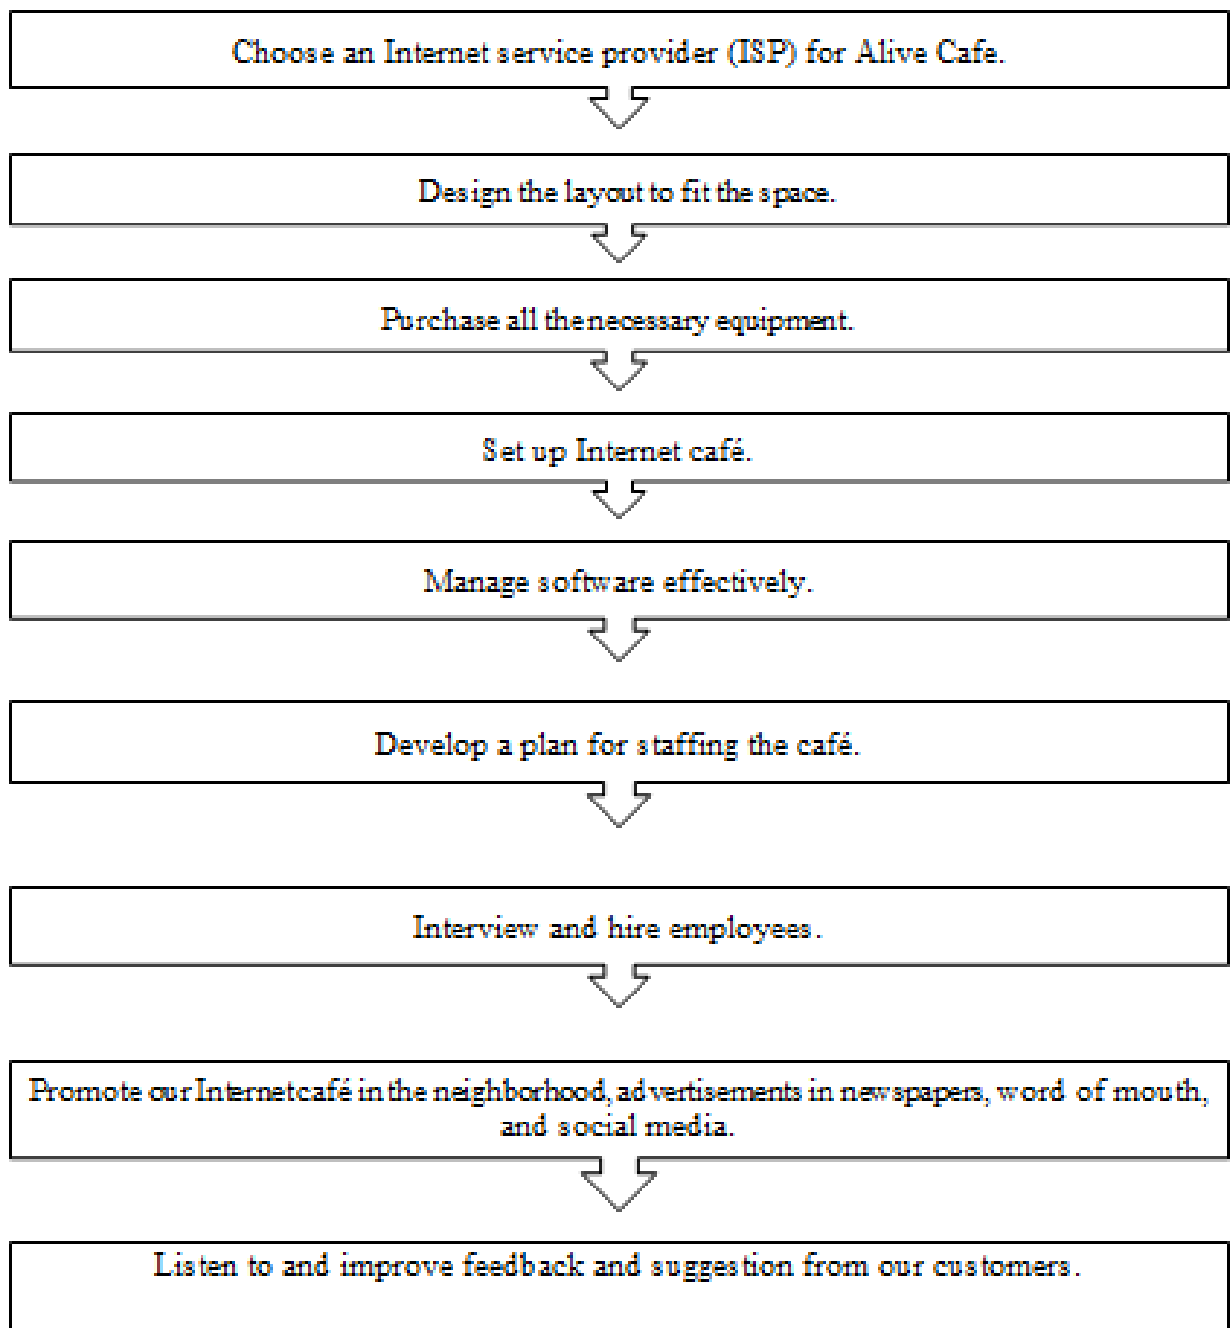 Choose an Internet service provider (ISP) for Alive Cafe.
Design the layout to fit the space.
Purchase all the necessary equipment.
Set up Internet café.
Manage software effectively.
Develop a plan for staffing the café.
Interview and hire employees.
Promote our Internet café in the neighborhood, advertisements in newspapers, word of mouth,
and social media.
Listen to and improve feedback and suggestion from our customers.